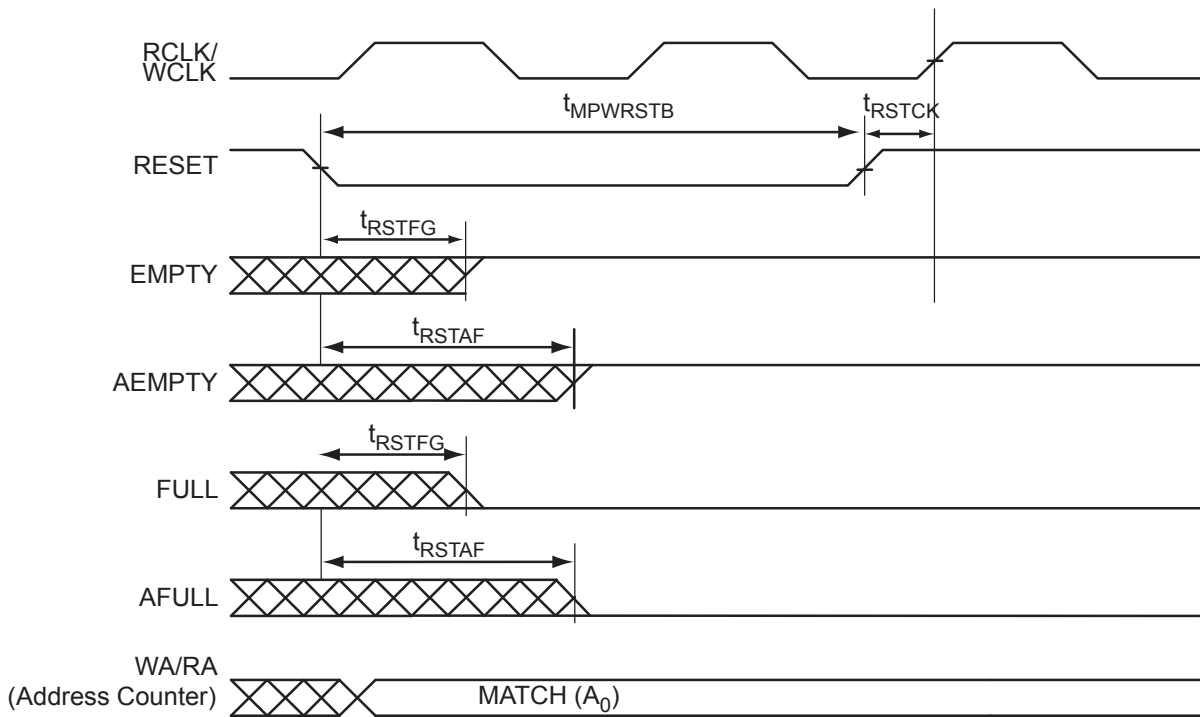 RCLK/
WCLK
tMPWRSTB
tRSTCK
RESET
tRSTFG
EMPTY
tRSTAF
AEMPTY
tRSTFG
FULL
tRSTAF
AFULL
WA/RA
(Address Counter)
MATCH (A0)